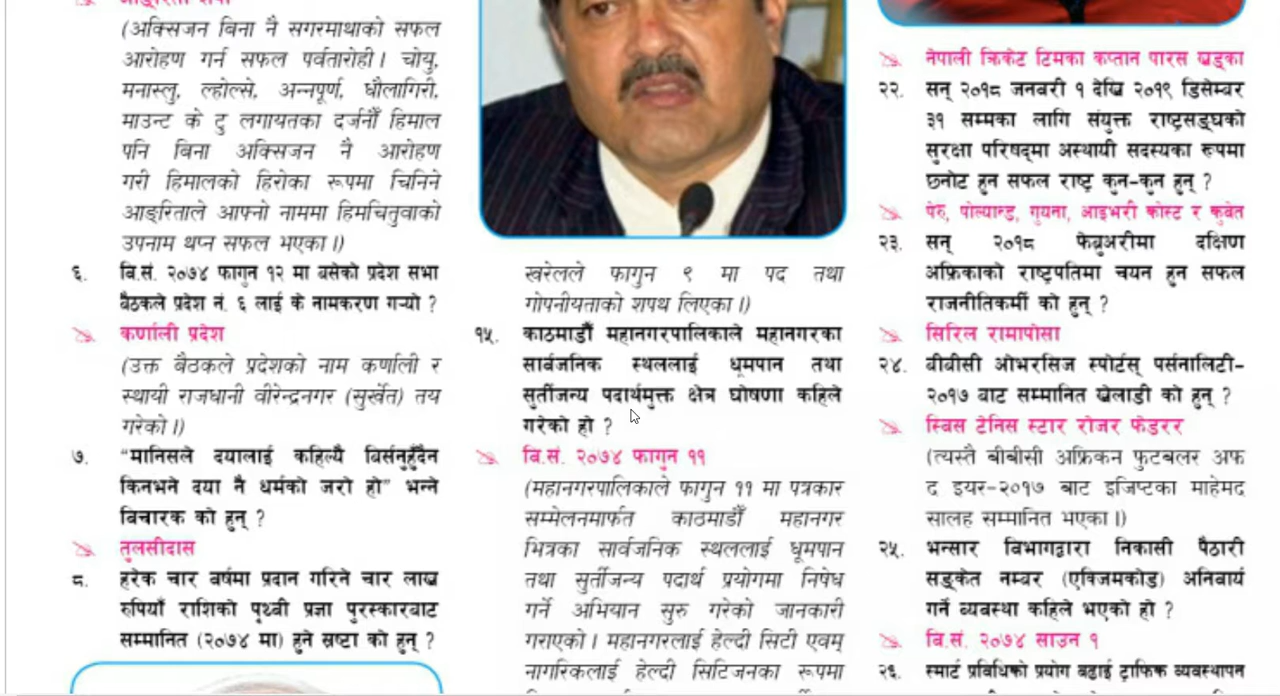 (अक्सिजन बिना नै सगरमाथाको सफल
आरोहण गर्न सफल पर्वतारोही। चोयु,
मनास्लु, ल्होत्से, अन्नपूर्ण, धौलागिरी,
माउन्ट के टु लगायतका दर्जनौँ हिमाल
पनि बिना अक्सिजन नै आरोहण
गरी हिमालको हिरोका रूपमा चिनिने
आङ्रिताले आफ्नो नाममा हिमचितुवाको
उपनाम थप्न सफल भएका।)
६. बि.सं. २०७४ फागुन १२ मा बसेको प्रदेश सभा
बैठकले प्रदेश नं. ६ लाई के नामकरण गर्‍यो ?
कर्णाली प्रदेश
(उक्त बैठकले प्रदेशको नाम कर्णाली र
स्थायी राजधानी वीरेन्द्रनगर (सुर्खेत) तय
गरेको।)
७. “मानिसले दयालाई कहिल्यै बिर्सनुहुँदैन
किनभने दया नै धर्मको जरो हो” भन्ने
बिचारक को हुन् ?
तुलसीदास
८. हरेक चार बर्षमा प्रदान गरिने चार लाख
रुपियाँ राशिको पृथ्वी प्रज्ञा पुरस्कारबाट
सम्मानित (२०७४ मा) हुने स्रष्टा को हुन् ?
खरेलले फागुन ९ मा पद तथा
गोपनीयताको शपथ लिएका।)
१५. काठमाडौँ महानगरपालिकाले महानगरका
सार्वजनिक स्थललाई धूमपान तथा
सुर्तीजन्य पदार्थमुक्त क्षेत्र घोषणा कहिले
गरेको हो ?
बि.सं. २०७४ फागुन ११
(महानगरपालिकाले फागुन ११ मा पत्रकार
सम्मेलनमार्फत काठमाडौँ महानगर
भित्रका सार्वजनिक स्थललाई धूमपान
तथा सुर्तीजन्य पदार्थ प्रयोगमा निषेध
गर्ने अभियान सुरु गरेको जानकारी
गराएको। महानगरलाई हेल्दी सिटी एवम्
नागरिकलाई हेल्दी सिटिजनका रूपमा
नेपाली क्रिकेट टिमका कप्तान पारस खड्का
२२. सन् २०१८ जनबरी १ देखि २०१९ डिसेम्बर
३१ सम्मका लागि संयुक्त राष्ट्रसङ्घको
सुरक्षा परिषद्‌मा अस्थायी सदस्यका रूपमा
छनोट हुन सफल राष्ट्र कुन-कुन हुन् ?
पेरु, पोल्यान्ड, गुयना, आइभरी कोस्ट र कुबेत
२३. सन् २०१८ फेब्रुअरीमा दक्षिण
अफ्रिकाको राष्ट्रपतिमा चयन हुन सफल
राजनीतिकर्मी को हुन् ?
सिरिल रामापोसा
२४. बीबीसी ओभरसिज स्पोर्टस् पर्सनालिटी-
२०१७ बाट सम्मानित खेलाडी को हुन् ?
स्बिस टेनिस स्टार रोजर फेडरर
(त्यस्तै बीबीसी अफ्रिकन फुटबलर अफ
द इयर-२०१७ बाट इजिप्टका माहेमद
सालह सम्मानित भएका।)
२५. भन्सार बिभागद्वारा निकासी पैठारी
सङ्केत नम्बर (एक्जिमकोड) अनिबार्य
गर्ने ब्यबस्था कहिले भएको हो ?
बि.सं. २०७४ साउन १
२६. स्मार्ट प्रबिधिको प्रयोग बढाई ट्राफिक ब्यबस्थापन